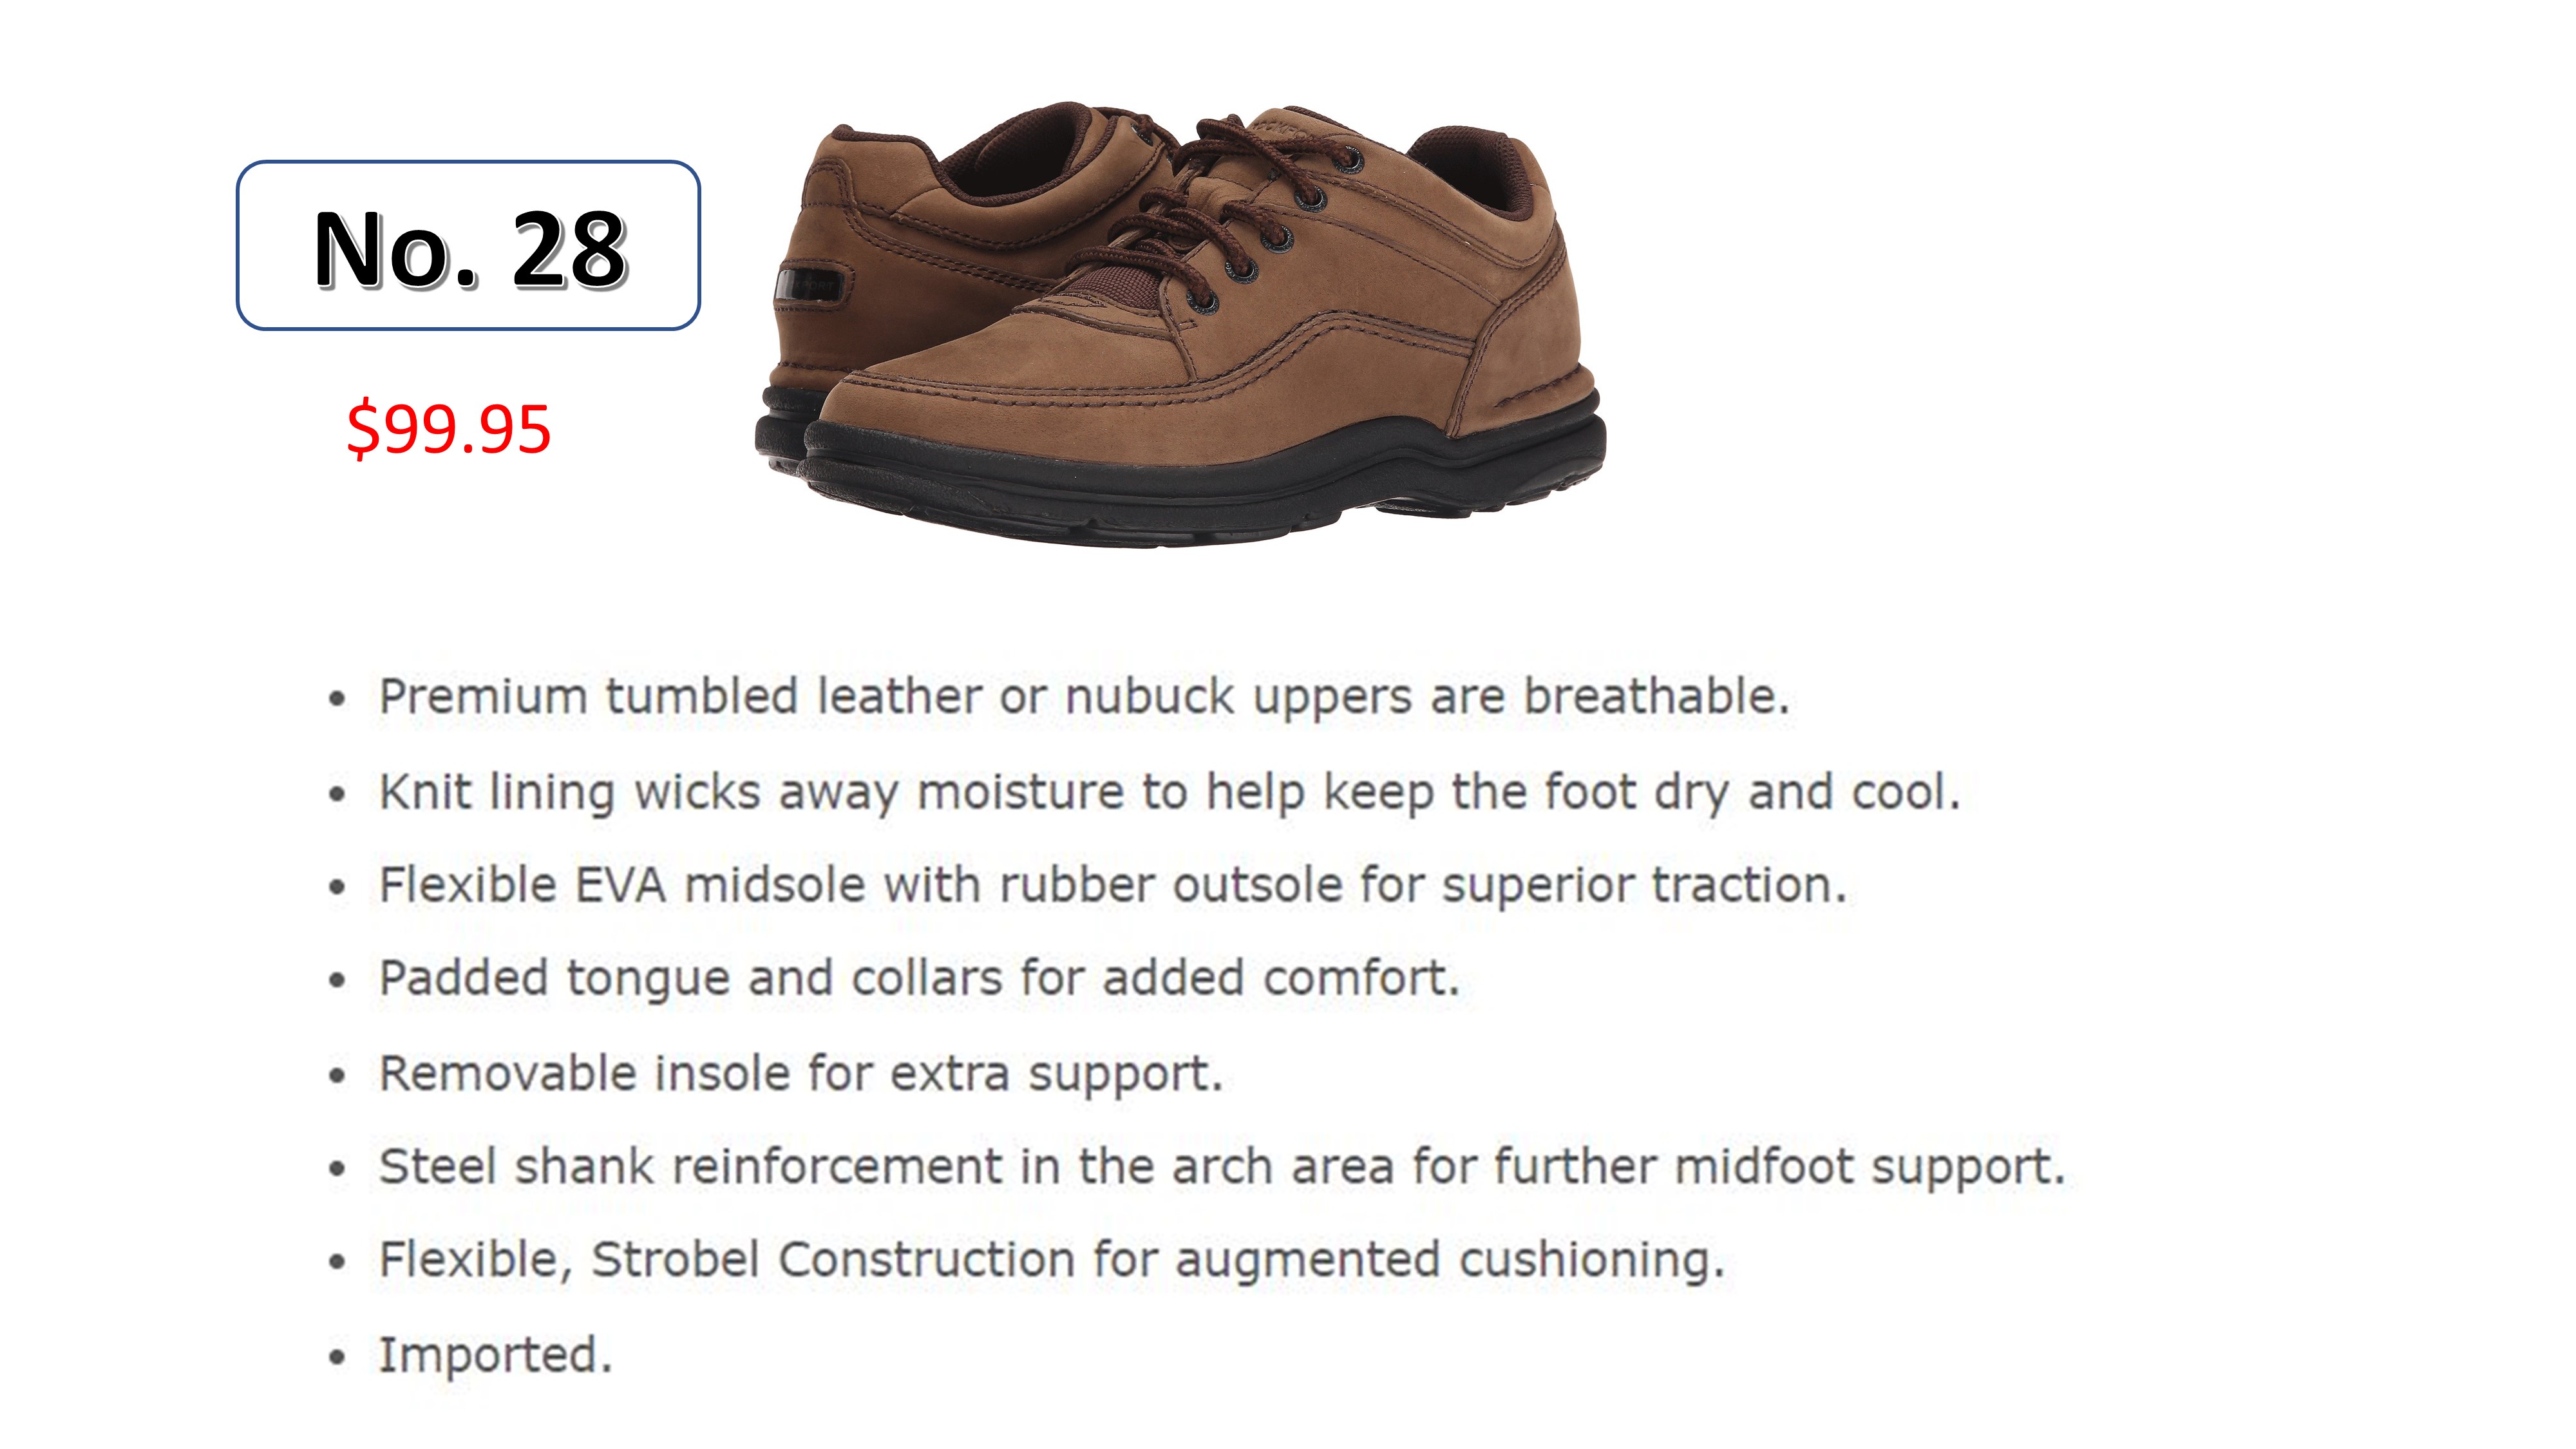 No. 28
$99.95
• Premium tumbled leather or nubuck uppers are breathable.
• Knit lining wicks away moisture to help keep the foot dry and cool.
• Flexible EVA midsole with rubber outsole for superior traction.
• Padded tongue and collars for added comfort.
• Removable insole for extra support.
• Steel shank reinforcement in the arch area for further midfoot support.
• Flexible, Strobel Construction for augmented cushioning.
• Imported.